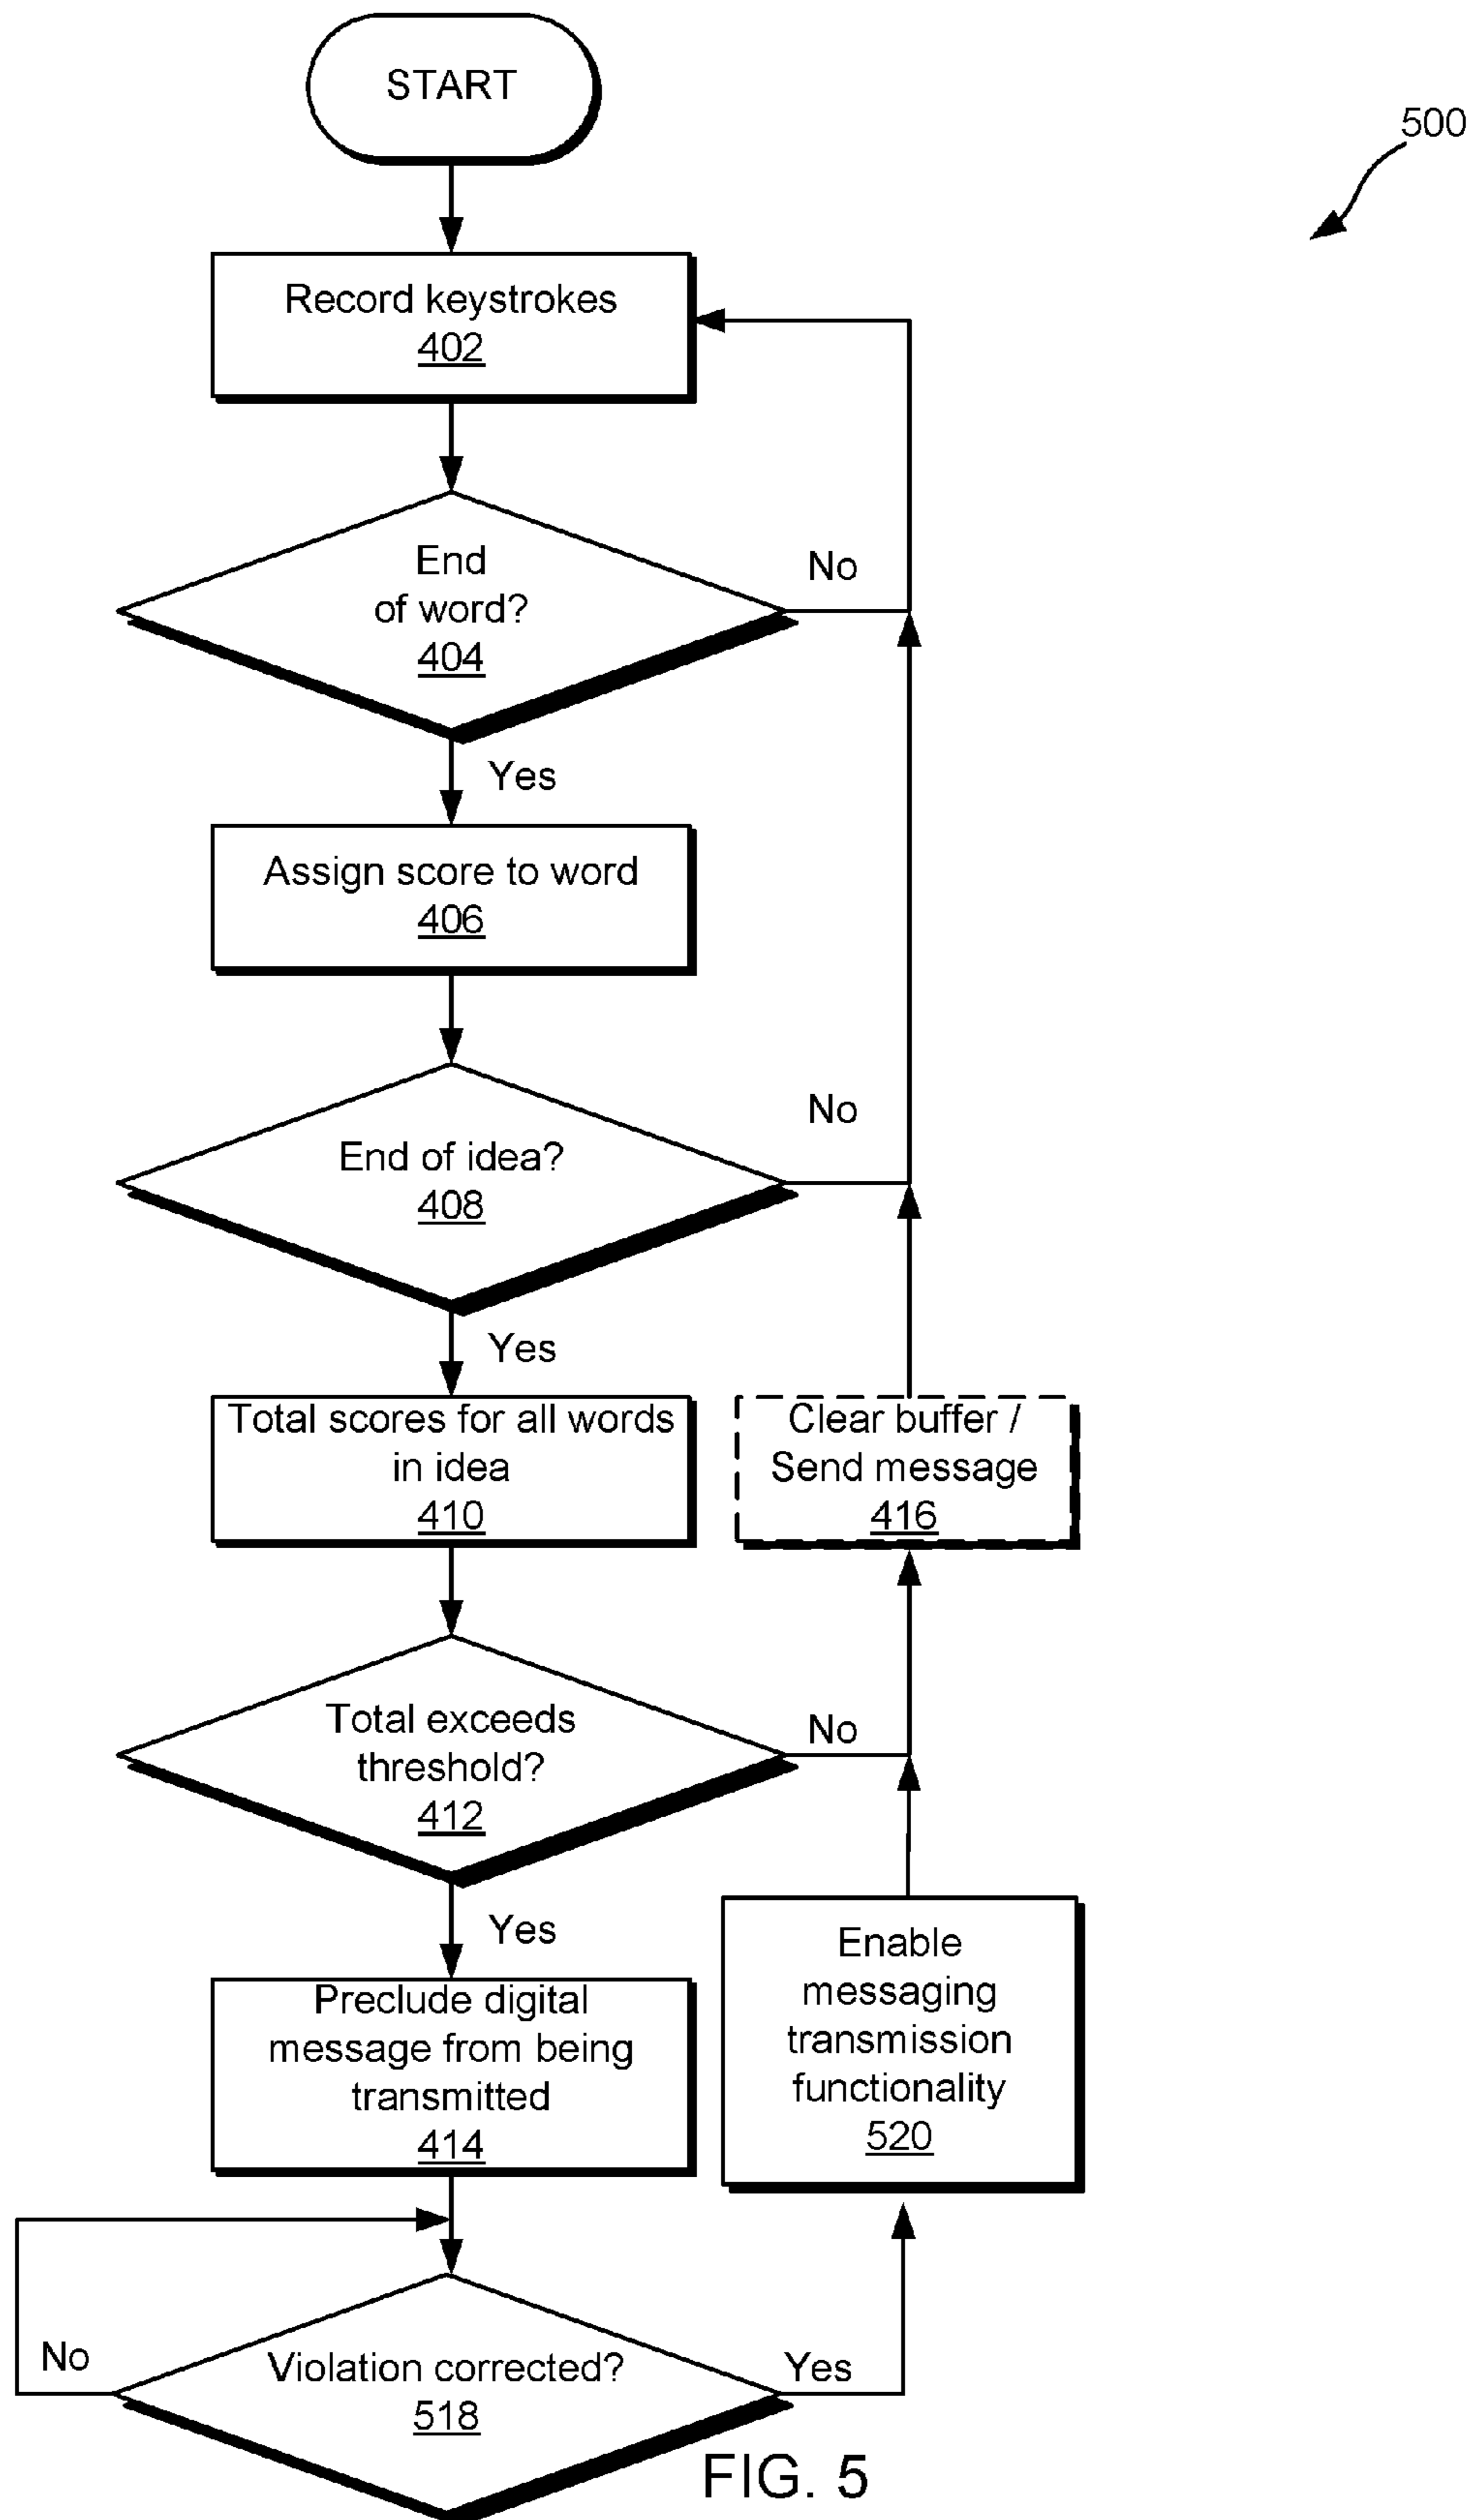 START
500
Record keystrokes
402
End
of word?
404
No
Yes
Assign score to word
406
End of idea?
408
No
Yes
Total scores for all words
in idea
410
Clear buffer /
Send message
416
Total exceeds
threshold?
412
No
Yes
Preclude digital
message from being
transmitted
414
Enable
messaging
transmission
functionality
520
Violation corrected?
518
No
Yes
FIG. 5